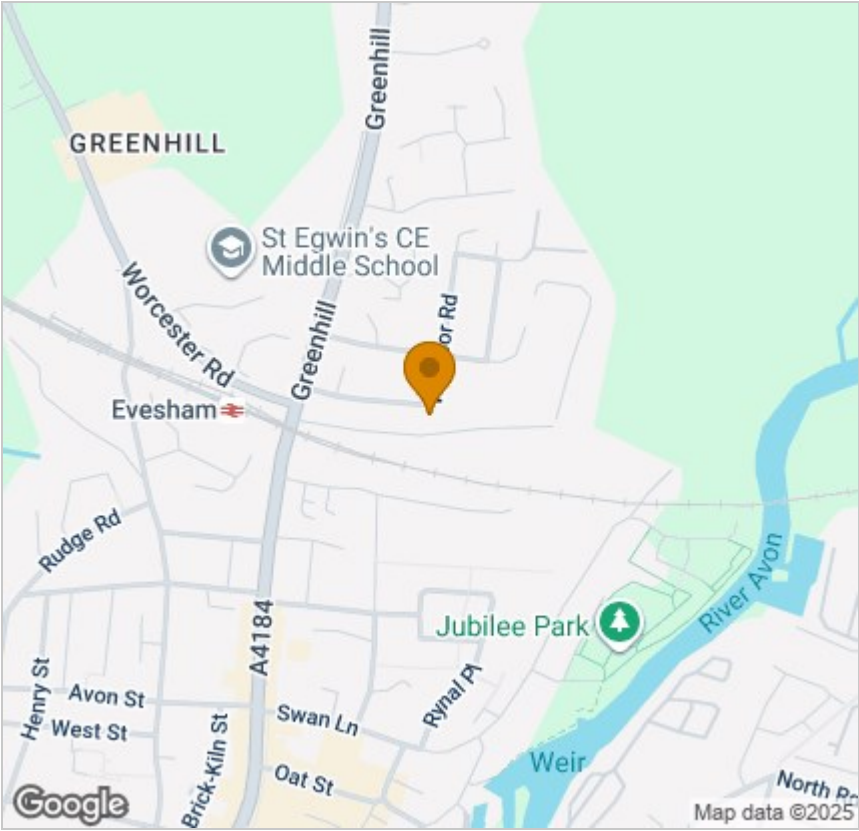 Greenhill
GREENHILL
St Egwin's CE
Middle School
Worcester Rd
Greenhill
Evesham
Rudge Rd
River Avon
Jubilee Park
A4184
Henry St
Avon St
West St
Brick-Kiln St
Swan Ln
Rynal Pl
Oat St
Weir
Google
Map data ©2025